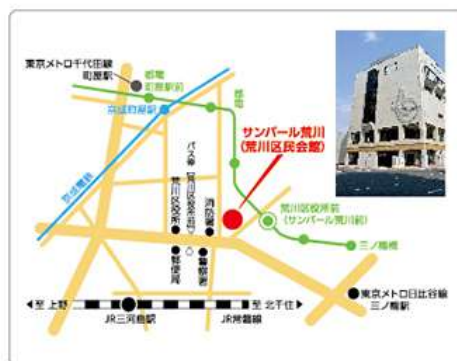 東京メトロ千代田線
町屋駅
都電
町屋駅前
京成町屋駅
都電
サンパール荒川
(荒川区民会館)
京成電鉄
バス停
[荒川区役所前]
荒川区役所
消防署
荒川区役所前
(サンパール荒川前)
三ノ輪橋
郵便局
警察署
東京メトロ日比谷線
三ノ輪駅
至 上野
至 北千住
JR三河島駅
JR常磐線